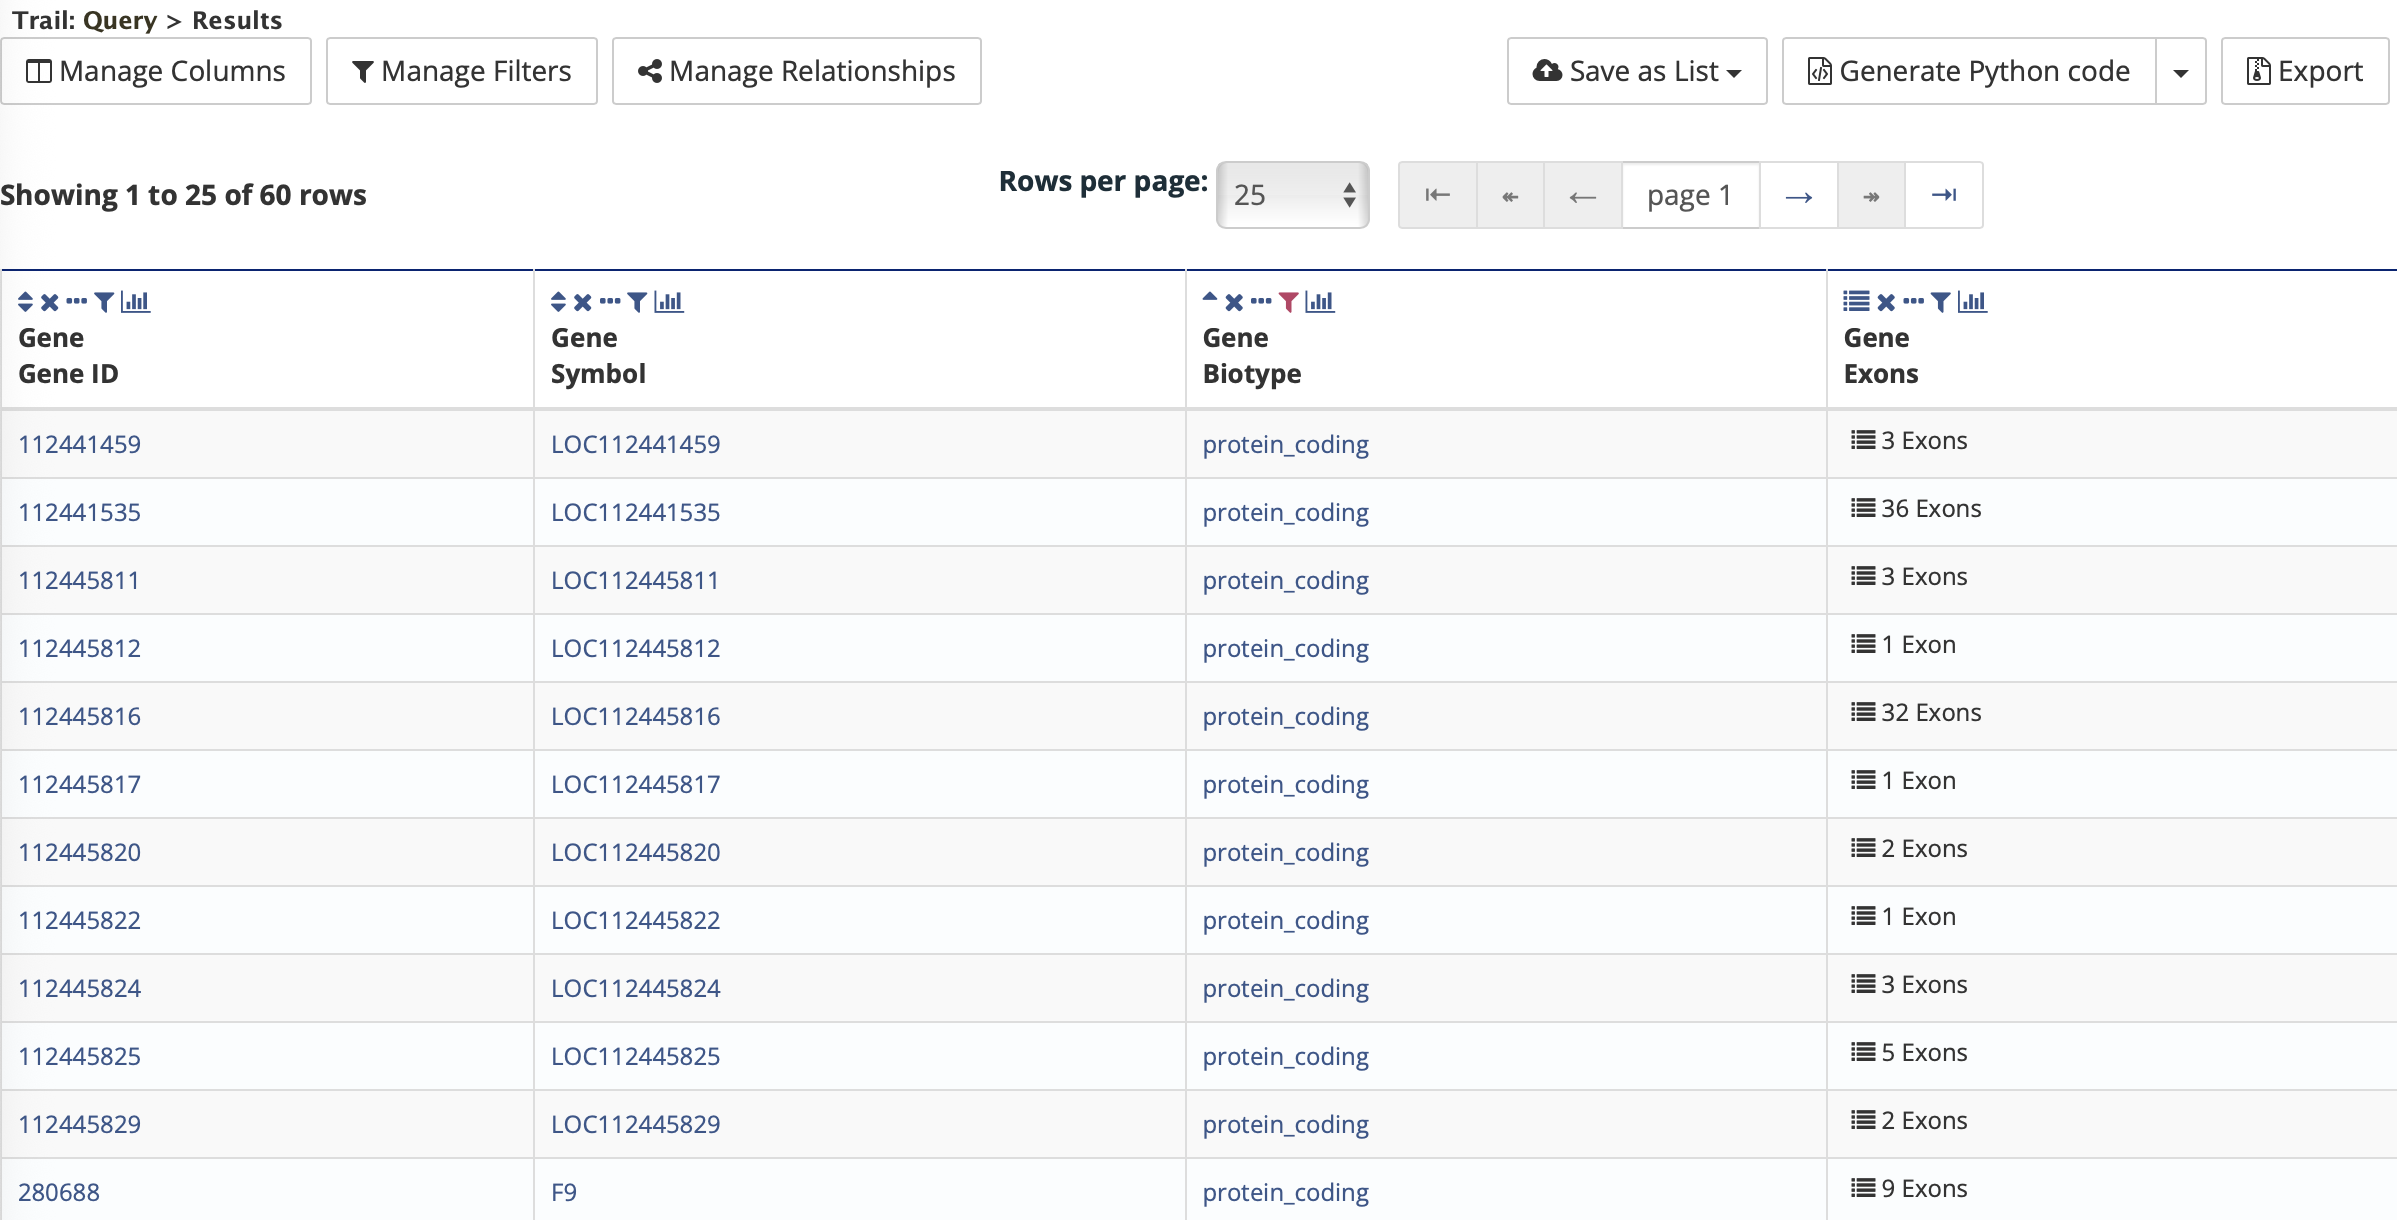 Trail: Query > Results
Manage Columns Manage Filters Manage Relationships Save as List Generate Python code Export
Showing 1 to 25 of 60 rows Rows per page: 25 page 1
Gene Gene Gene Gene
Gene ID Symbol Biotype Exons
112441459 LOC112441459 protein_coding 3 Exons
112441535 LOC112441535 protein_coding 36 Exons
112445811 LOC112445811 protein_coding 3 Exons
112445812 LOC112445812 protein_coding 1 Exon
112445816 LOC112445816 protein_coding 32 Exons
112445817 LOC112445817 protein_coding 1 Exon
112445820 LOC112445820 protein_coding 2 Exons
112445822 LOC112445822 protein_coding 1 Exon
112445824 LOC112445824 protein_coding 3 Exons
112445825 LOC112445825 protein_coding 5 Exons
112445829 LOC112445829 protein_coding 2 Exons
280688 F9 protein_coding 9 Exons